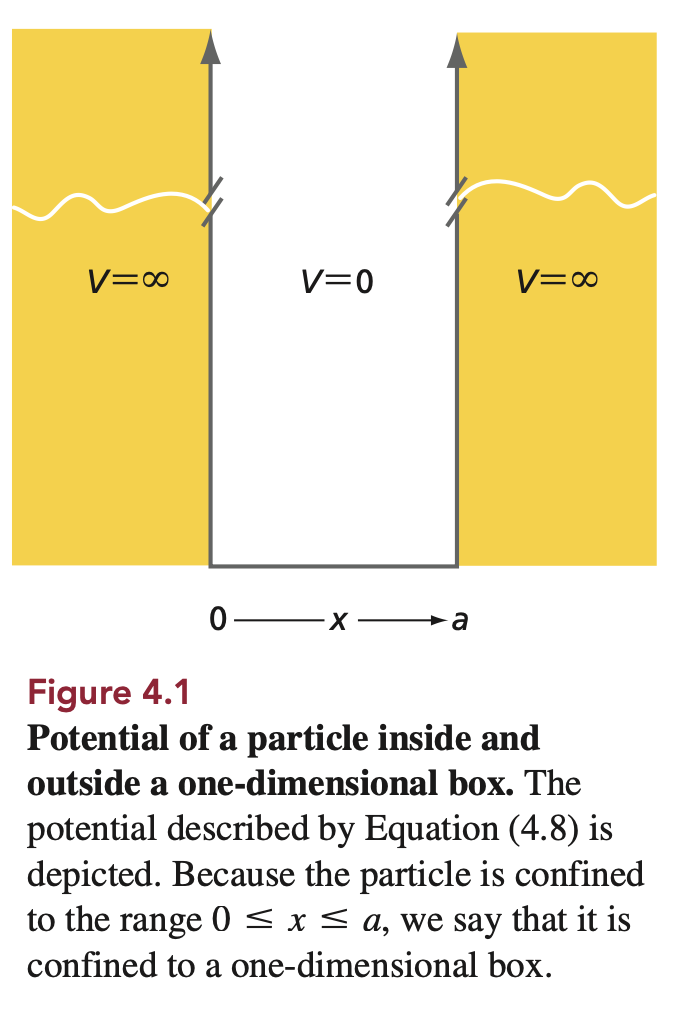 V=∞ V=0 V=∞
0 x a
Figure 4.1
Potential of a particle inside and
outside a one-dimensional box. The
potential described by Equation (4.8) is
depicted. Because the particle is confined
to the range 0 ≤ x ≤ a, we say that it is
confined to a one-dimensional box.